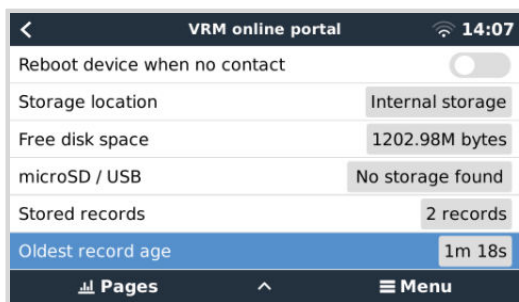 VRM online portal 14:07
Reboot device when no contact
Storage location Internal storage
Free disk space 1202.98M bytes
microSD / USB No storage found
Stored records 2 records
Oldest record age 1m 18s
Pages Menu